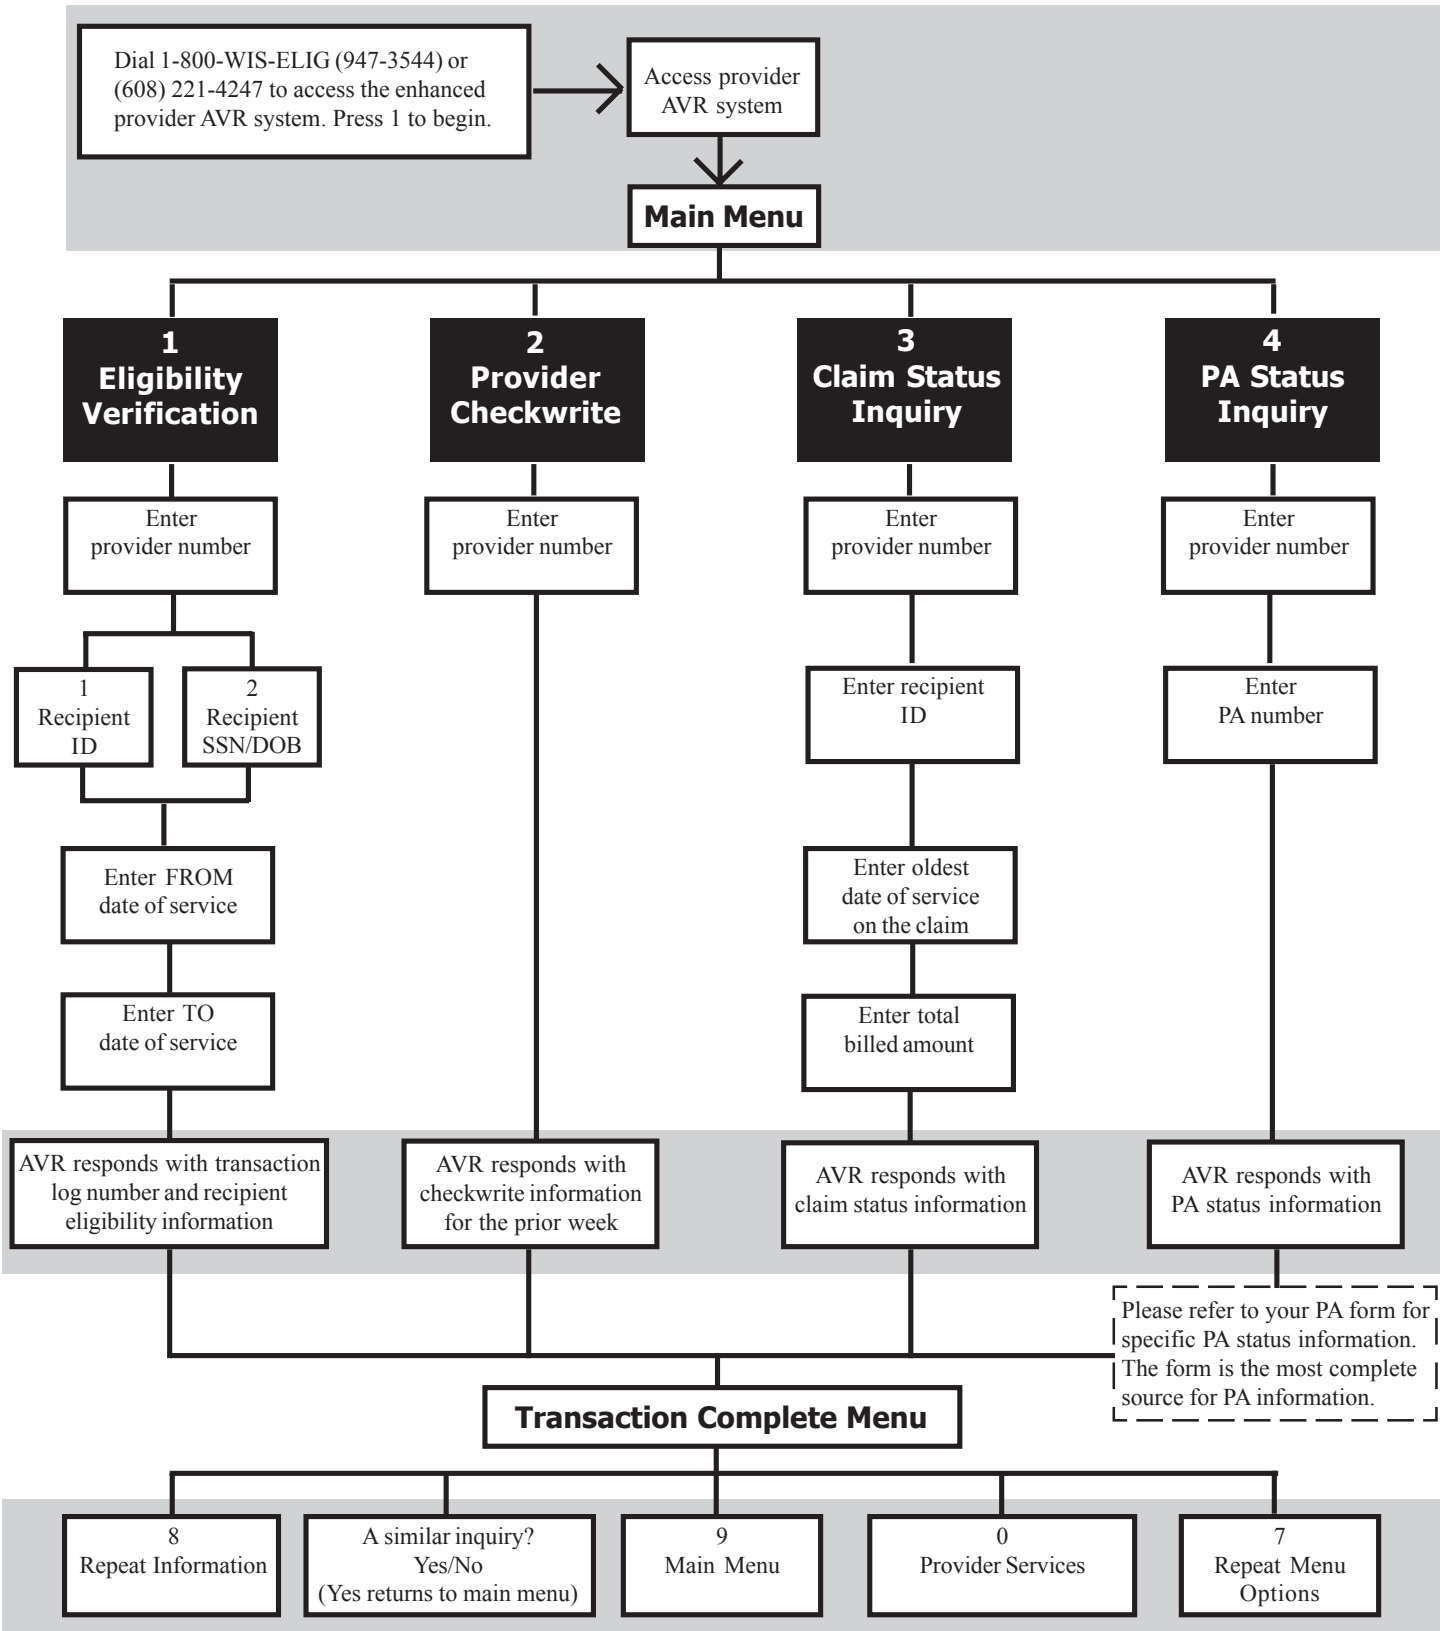 Dial 1-800-WIS-ELIG (947-3544) or
(608) 221-4247 to access the enhanced
provider AVR system. Press 1 to begin.
Access provider
AVR system
Main Menu
1
Eligibility
Verification
2
Provider
Checkwrite
3
Claim Status
Inquiry
4
PA Status
Inquiry
Enter
provider number
Enter
provider number
Enter
provider number
Enter
provider number
1
Recipient
ID
2
Recipient
SSN/DOB
Enter recipient
ID
Enter
PA number
Enter FROM
date of service
Enter oldest
date of service
on the claim
Enter TO
date of service
Enter total
billed amount
AVR responds with transaction
log number and recipient
eligibility information
AVR responds with
checkwrite information
for the prior week
AVR responds with
claim status information
AVR responds with
PA status information
Please refer to your PA form for
specific PA status information.
The form is the most complete
source for PA information.
Transaction Complete Menu
8
Repeat Information
A similar inquiry?
Yes/No
(Yes returns to main menu)
9
Main Menu
0
Provider Services
7
Repeat Menu
Options